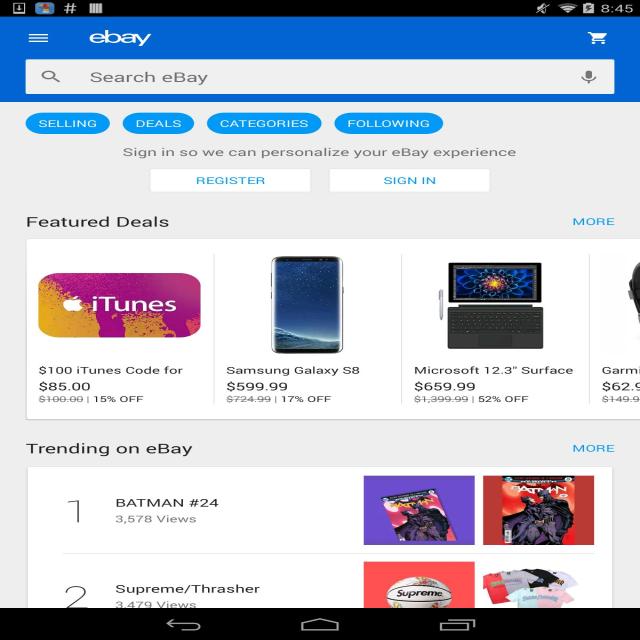 8:45
ebay
Search eBay
SELLING DEALS CATEGORIES FOLLOWING
Sign in so we can personalize your eBay experience
REGISTER SIGN IN
Featured Deals MORE
iTunes
$100 iTunes Code for
$85.00
$100.00 | 15% OFF
Samsung Galaxy S8
$599.99
$724.99 | 17% OFF
Microsoft 12.3" Surface
$659.99
$1,399.99 | 52% OFF
Garmi
$62.9
$149.9
Trending on eBay MORE
1 BATMAN #24
3,578 Views
BATMAN
BATMAN
2 Supreme/Thrasher
3,479 Views
Supreme